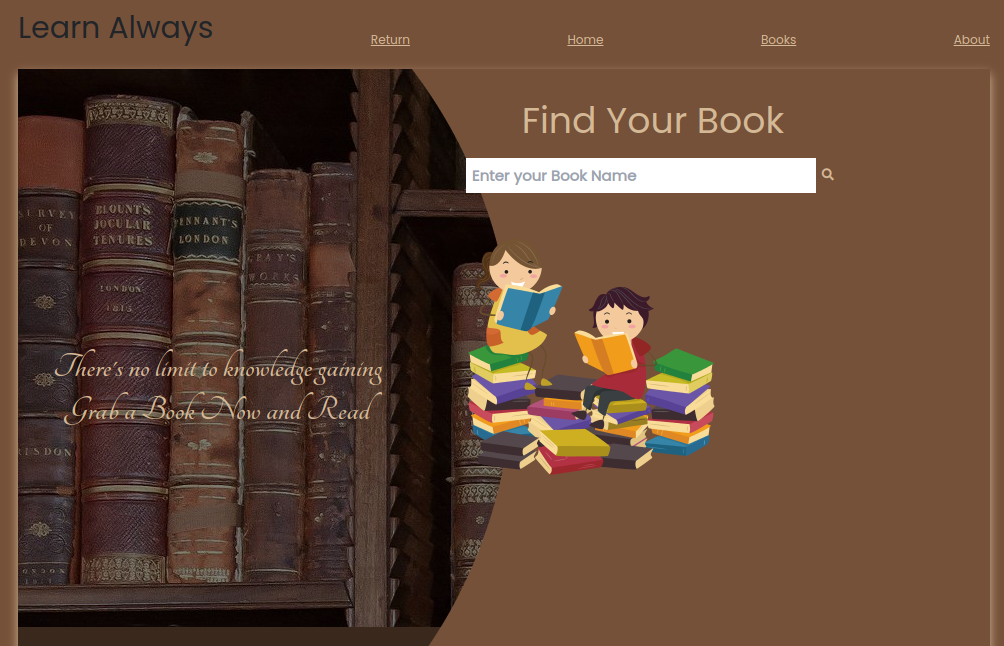 Learn Always
Return Home Books About
Find Your Book
Enter your Book Name
SURVEY
OF
DEVON
BLOUNT'S
JOCULAR
TENURES
LONDON
1815
PENNANT'S
LONDON
GRAY'S
WORKS
There's no limit to knowledge gaining
Grab a Book Now and Read
RISDON